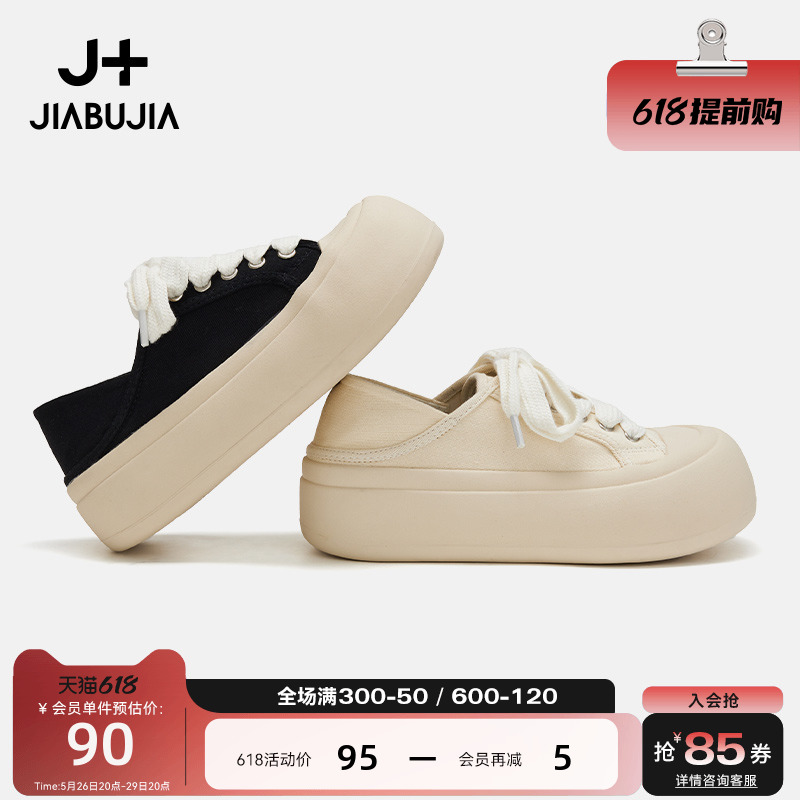 J+
JIABUJIA
618提前购
天猫618
￥会员单件预估价:
90
Time:5月26日20点-29日20点
全场满300-50 / 600-120
618活动价 95 — 会员再减 5
入会抢
抢￥85券
详情咨询客服